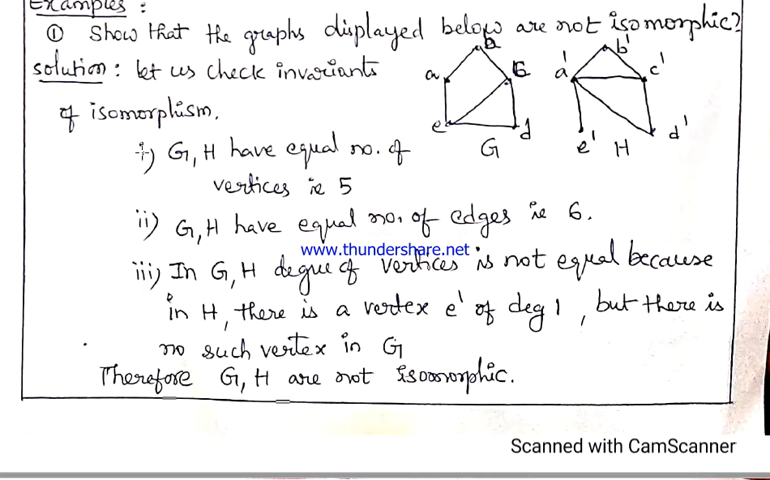 Examples :
① Show that the graphs displayed below are not isomorphic?
solution : let us check invariants
of isomorphism.
a b c e d G
a' b' c' d' e' H
i) G, H have equal no. of
vertices ie 5
ii) G, H have equal no. of edges ie 6.
www.thundershare.net
iii) In G, H degree of vertices is not equal because
in H, there is a vertex e' of deg 1, but there is
no such vertex in G
Therefore G, H are not isomorphic.
Scanned with CamScanner